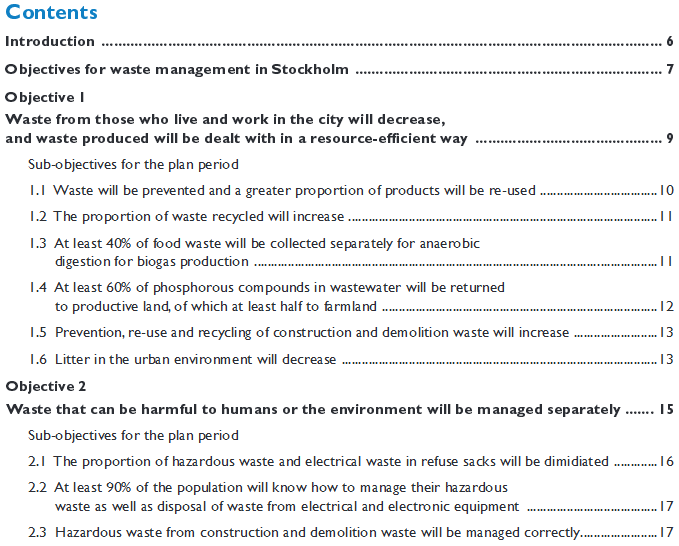 Contents
Introduction ........ 6
Objectives for waste management in Stockholm ........ 7
Objective 1
Waste from those who live and work in the city will decrease,
and waste produced will be dealt with in a resource-efficient way ........ 9
Sub-objectives for the plan period
1.1 Waste will be prevented and a greater proportion of products will be re-used ........ 10
1.2 The proportion of waste recycled will increase ........ 11
1.3 At least 40% of food waste will be collected separately for anaerobic
digestion for biogas production ........ 11
1.4 At least 60% of phosphorous compounds in wastewater will be returned
to productive land, of which at least half to farmland ........ 12
1.5 Prevention, re-use and recycling of construction and demolition waste will increase ........ 13
1.6 Litter in the urban environment will decrease ........ 13
Objective 2
Waste that can be harmful to humans or the environment will be managed separately ....... 15
Sub-objectives for the plan period
2.1 The proportion of hazardous waste and electrical waste in refuse sacks will be dimidiated ........ 16
2.2 At least 90% of the population will know how to manage their hazardous
waste as well as disposal of waste from electrical and electronic equipment ........ 17
2.3 Hazardous waste from construction and demolition waste will be managed correctly........ 17